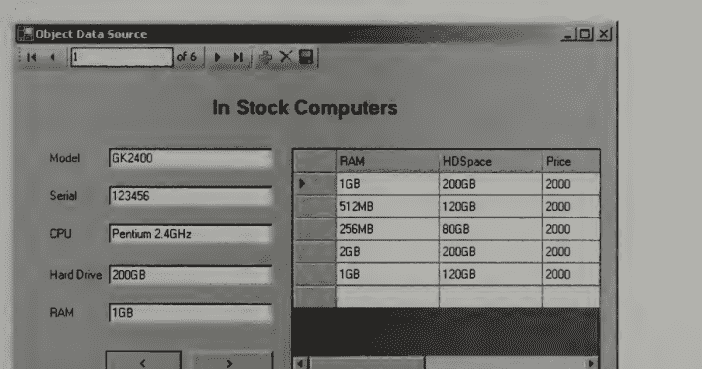 Object Data Source
1 of 6
In Stock Computers
Model GK2400
Serial 123456
CPU Pentium 2.4GHz
Hard Drive 200GB
RAM 1GB
< >
RAM HDSpace Price
1GB 200GB 2000
512MB 120GB 2000
256MB 80GB 2000
2GB 200GB 2000
1GB 120GB 2000